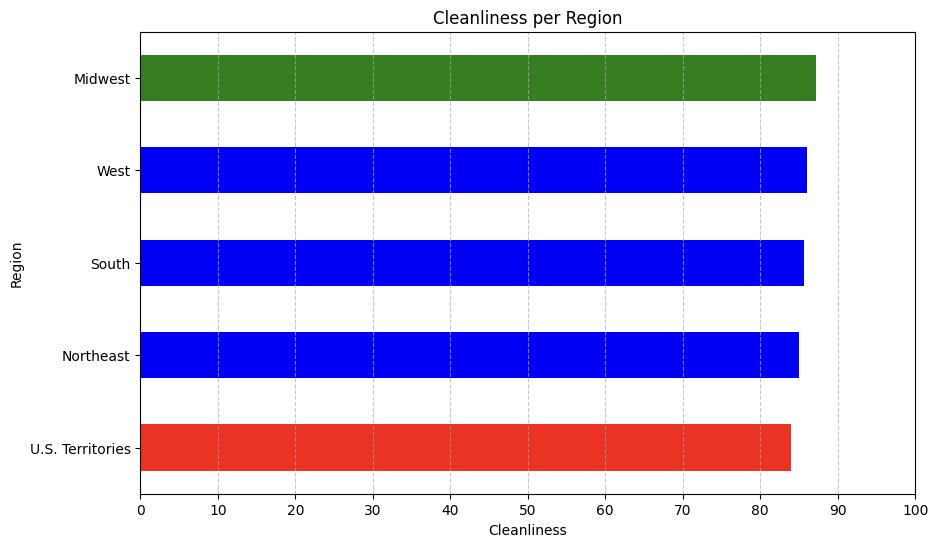 Cleanliness per Region
Region
Midwest
West
South
Northeast
U.S. Territories
0 10 20 30 40 50 60 70 80 90 100
Cleanliness